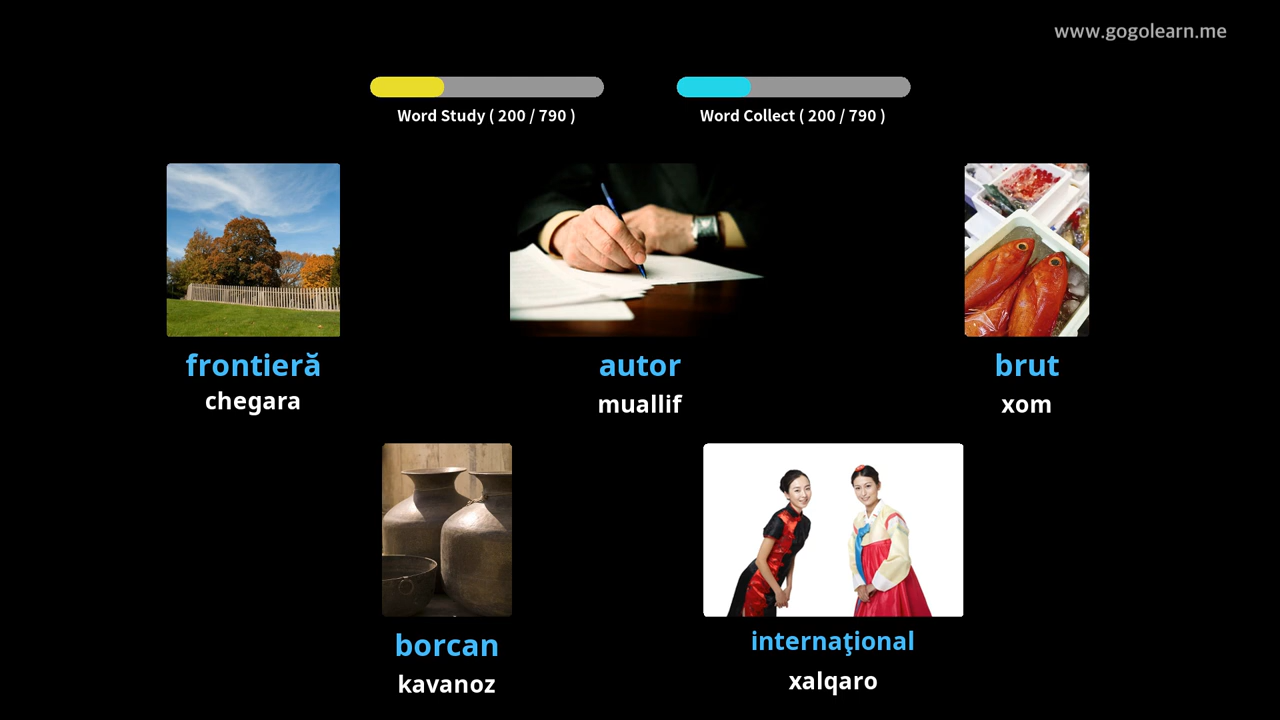 www.gogolearn.me
Word Study ( 200 / 790 )
Word Collect ( 200 / 790 )
frontieră
chegara
autor
muallif
brut
xom
borcan
kavanoz
internaţional
xalqaro